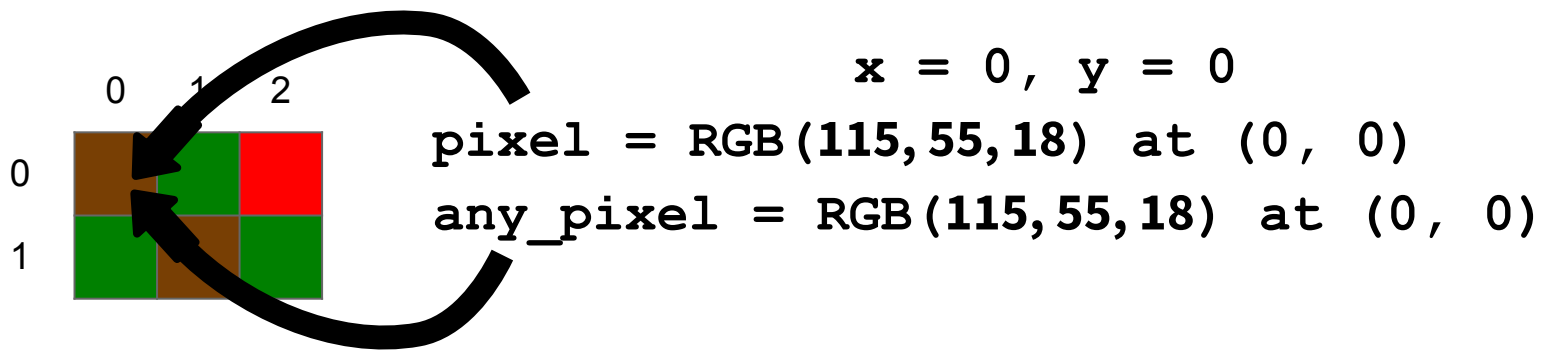 x = 0, y = 0
0 1 2
pixel = RGB(115,55,18) at (0, 0)
0
any_pixel = RGB(115,55,18) at (0, 0)
1